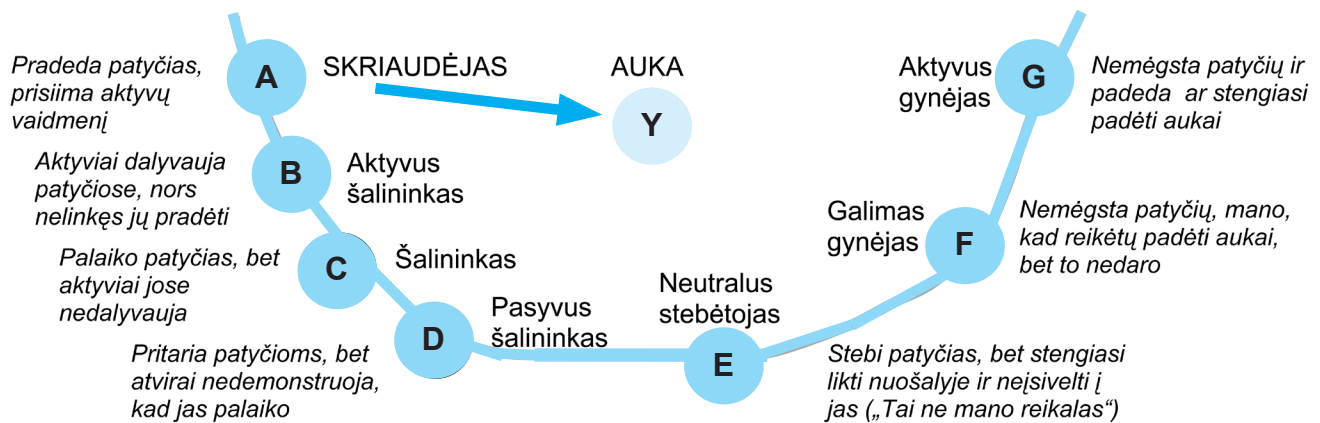 Pradeda patyčias,
prisiima aktyvų
vaidmenį
A
SKRIAUDĖJAS
AUKA
Y
Aktyvus
gynėjas
G
Nemėgsta patyčių ir
padeda ar stengiasi
padėti aukai
Aktyviai dalyvauja
patyčiose, nors
nelinkęs jų pradėti
B
Aktyvus
šalininkas
Galimas
gynėjas
F
Nemėgsta patyčių, mano,
kad reikėtų padėti aukai,
bet to nedaro
Palaiko patyčias, bet
aktyviai jose
nedalyvauja
C
Šalininkas
Pritaria patyčioms, bet
atvirai nedemonstruoja,
kad jas palaiko
D
Pasyvus
šalininkas
Neutralus
stebėtojas
E
Stebi patyčias, bet stengiasi
likti nuošalyje ir neįsivelti į
jas („Tai ne mano reikalas“)